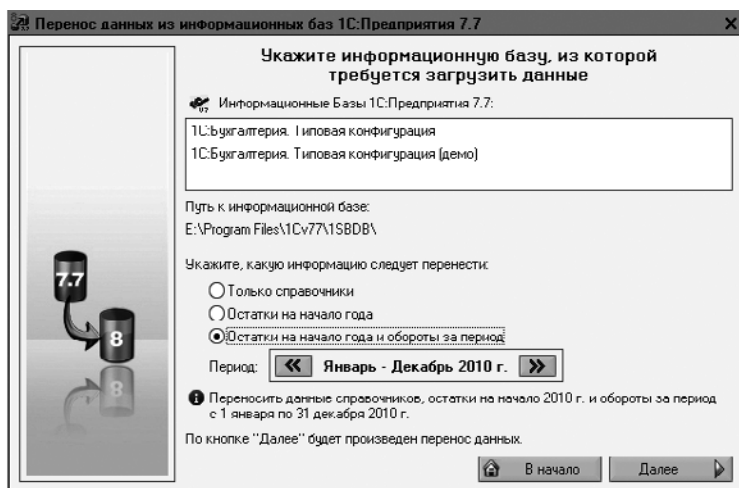 Перенос данных из информационных баз 1С:Предприятия 7.7
Укажите информационную базу, из которой
требуется загрузить данные
Информационные Базы 1С:Предприятия 7.7:
1С:Бухгалтерия. Типовая конфигурация
1С:Бухгалтерия. Типовая конфигурация (демо)
Путь к информационной базе:
E:\Program Files\1Cv77\1SBDB\
Укажите, какую информацию следует перенести:
7.7
Только справочники
Остатки на начало года
8
Остатки на начало года и обороты за период
Период: Январь - Декабрь 2010 г.
8
Переносить данные справочников, остатки на начало 2010 г. и обороты за период
с 1 января по 31 декабря 2010 г.
По кнопке "Далее" будет произведен перенос данных.
В начало Далее